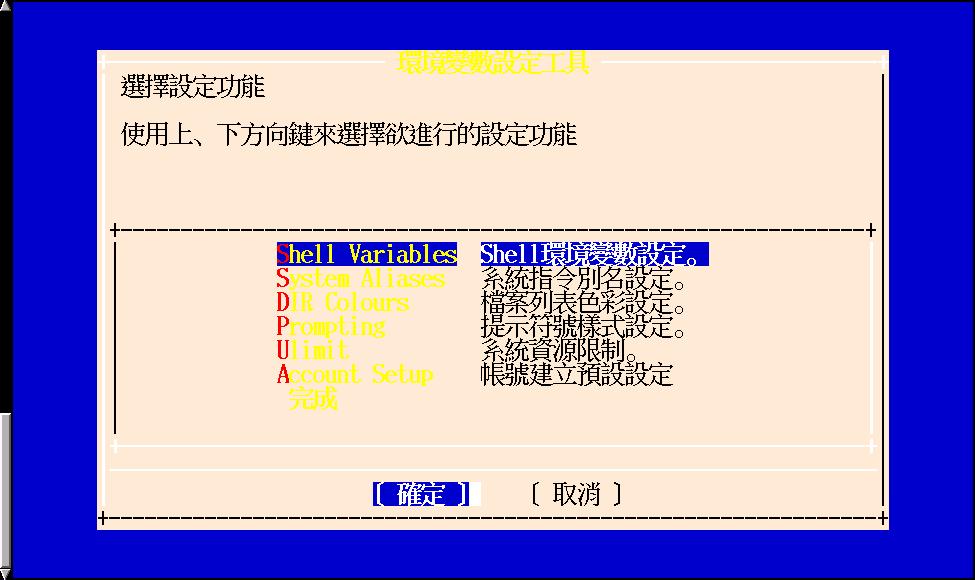 環境變數設定工具
選擇設定功能
使用上、下方向鍵來選擇欲進行的設定功能
Shell Variables Shell環境變數設定。
System Aliases 系統指令別名設定。
DIR Colours 檔案列表色彩設定。
Prompting 提示符號樣式設定。
Ulimit 系統資源限制。
Account Setup 帳號建立預設設定
完成
〔 確定 〕 〔 取消 〕